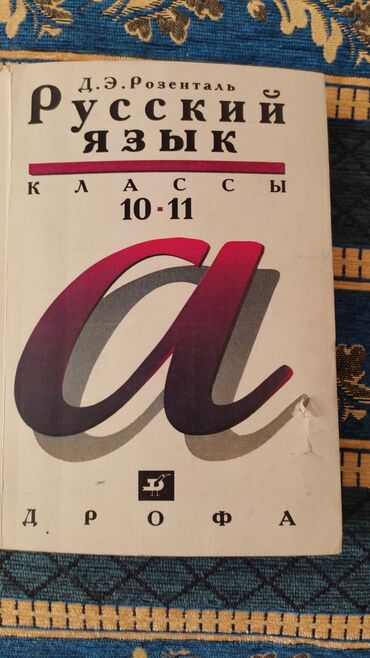 Д.Э.Розенталь
Русский
язык
КЛАССЫ
10-11
а
ДРОФА